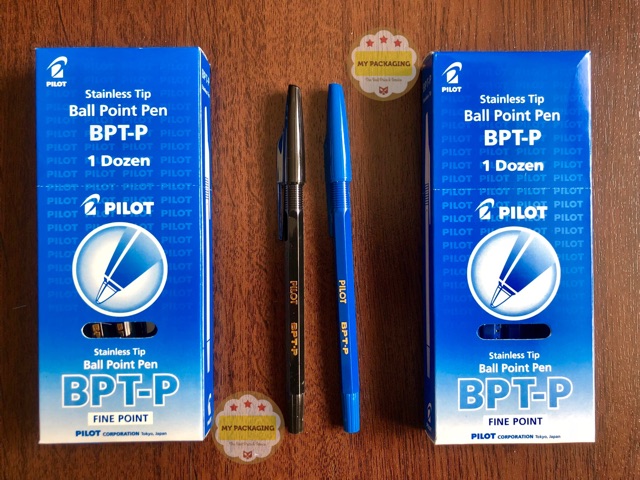 PILOT
Stainless Tip
Ball Point Pen
BPT-P
1 Dozen
PILOT
Stainless Tip
Ball Point Pen
BPT-P
FINE POINT
PILOT CORPORATION Tokyo, Japan
PILOT BPT-P
PILOT BPT-P
MY PACKAGING
MY PACKAGING
PILOT
Stainless Tip
Ball Point Pen
BPT-P
1 Dozen
PILOT
Stainless Tip
Ball Point Pen
BPT-P
FINE POINT
PILOT CORPORATION Tokyo, Japan